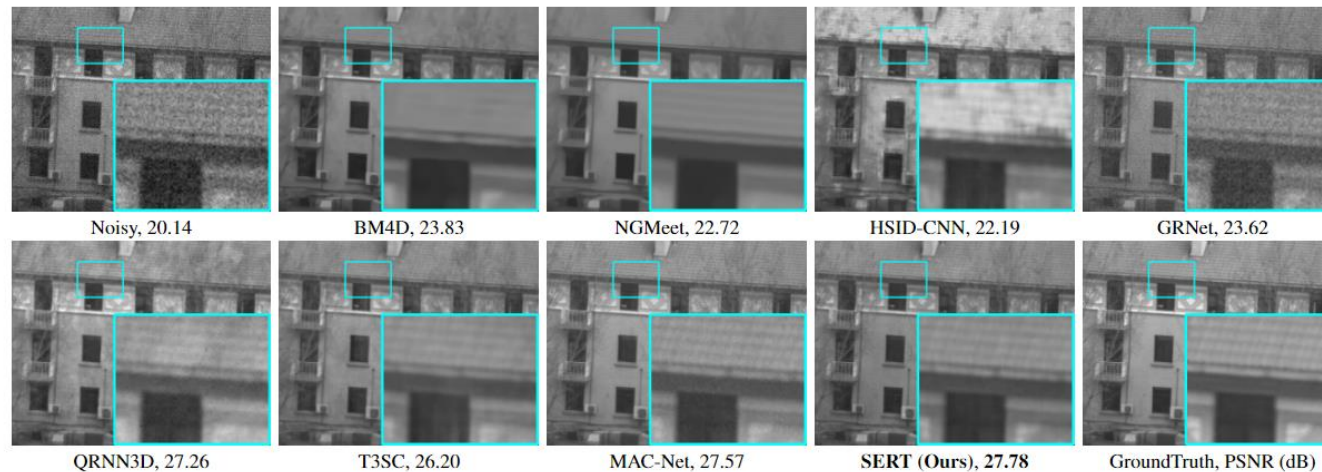 Noisy, 20.14 BM4D, 23.83 NGMeet, 22.72 HSID-CNN, 22.19 GRNet, 23.62
QRNN3D, 27.26 T3SC, 26.20 MAC-Net, 27.57 SERT (Ours), 27.78 GroundTruth, PSNR (dB)